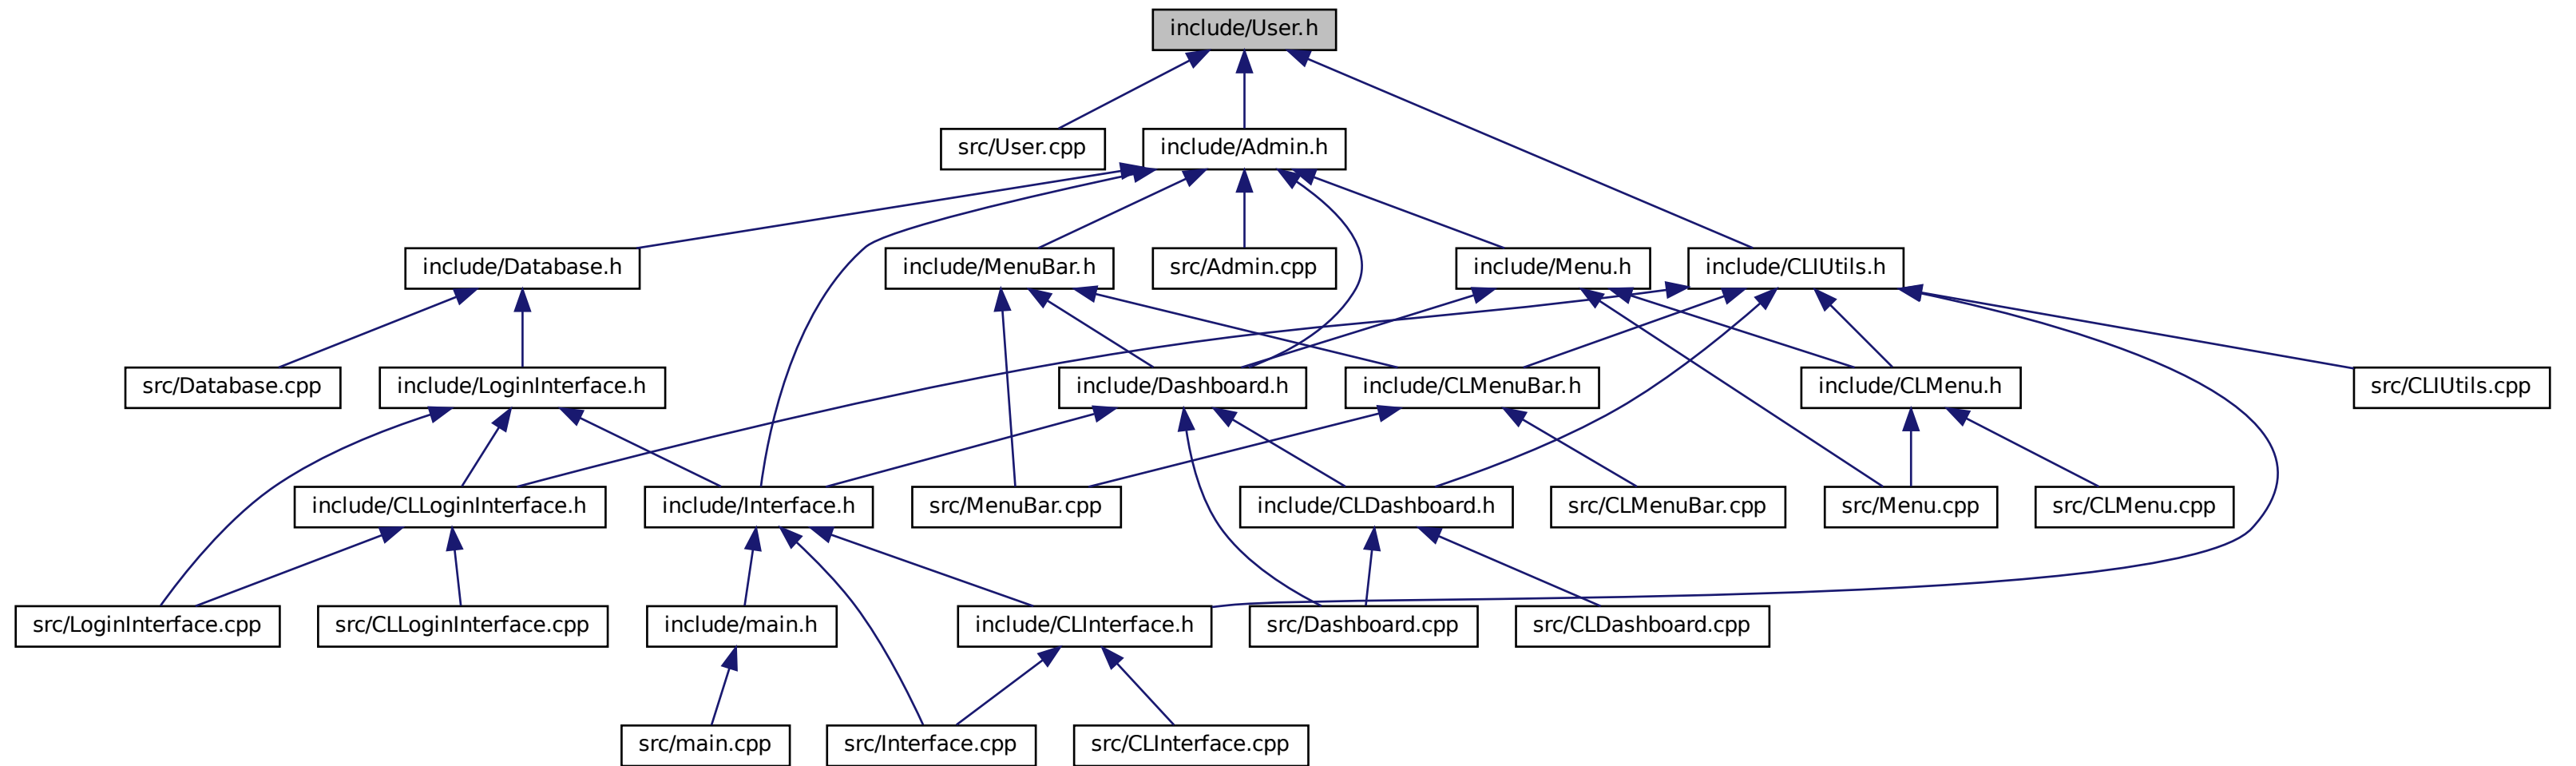 include/User.h
src/User.cpp
include/Admin.h
include/Database.h
include/MenuBar.h
src/Admin.cpp
include/Menu.h
include/CLIUtils.h
src/Database.cpp
include/LoginInterface.h
include/Dashboard.h
include/CLMenuBar.h
include/CLMenu.h
src/CLIUtils.cpp
include/CLLoginInterface.h
include/Interface.h
src/MenuBar.cpp
include/CLDashboard.h
src/CLMenuBar.cpp
src/Menu.cpp
src/CLMenu.cpp
src/LoginInterface.cpp
src/CLLoginInterface.cpp
include/main.h
include/CLInterface.h
src/Dashboard.cpp
src/CLDashboard.cpp
src/main.cpp
src/Interface.cpp
src/CLInterface.cpp